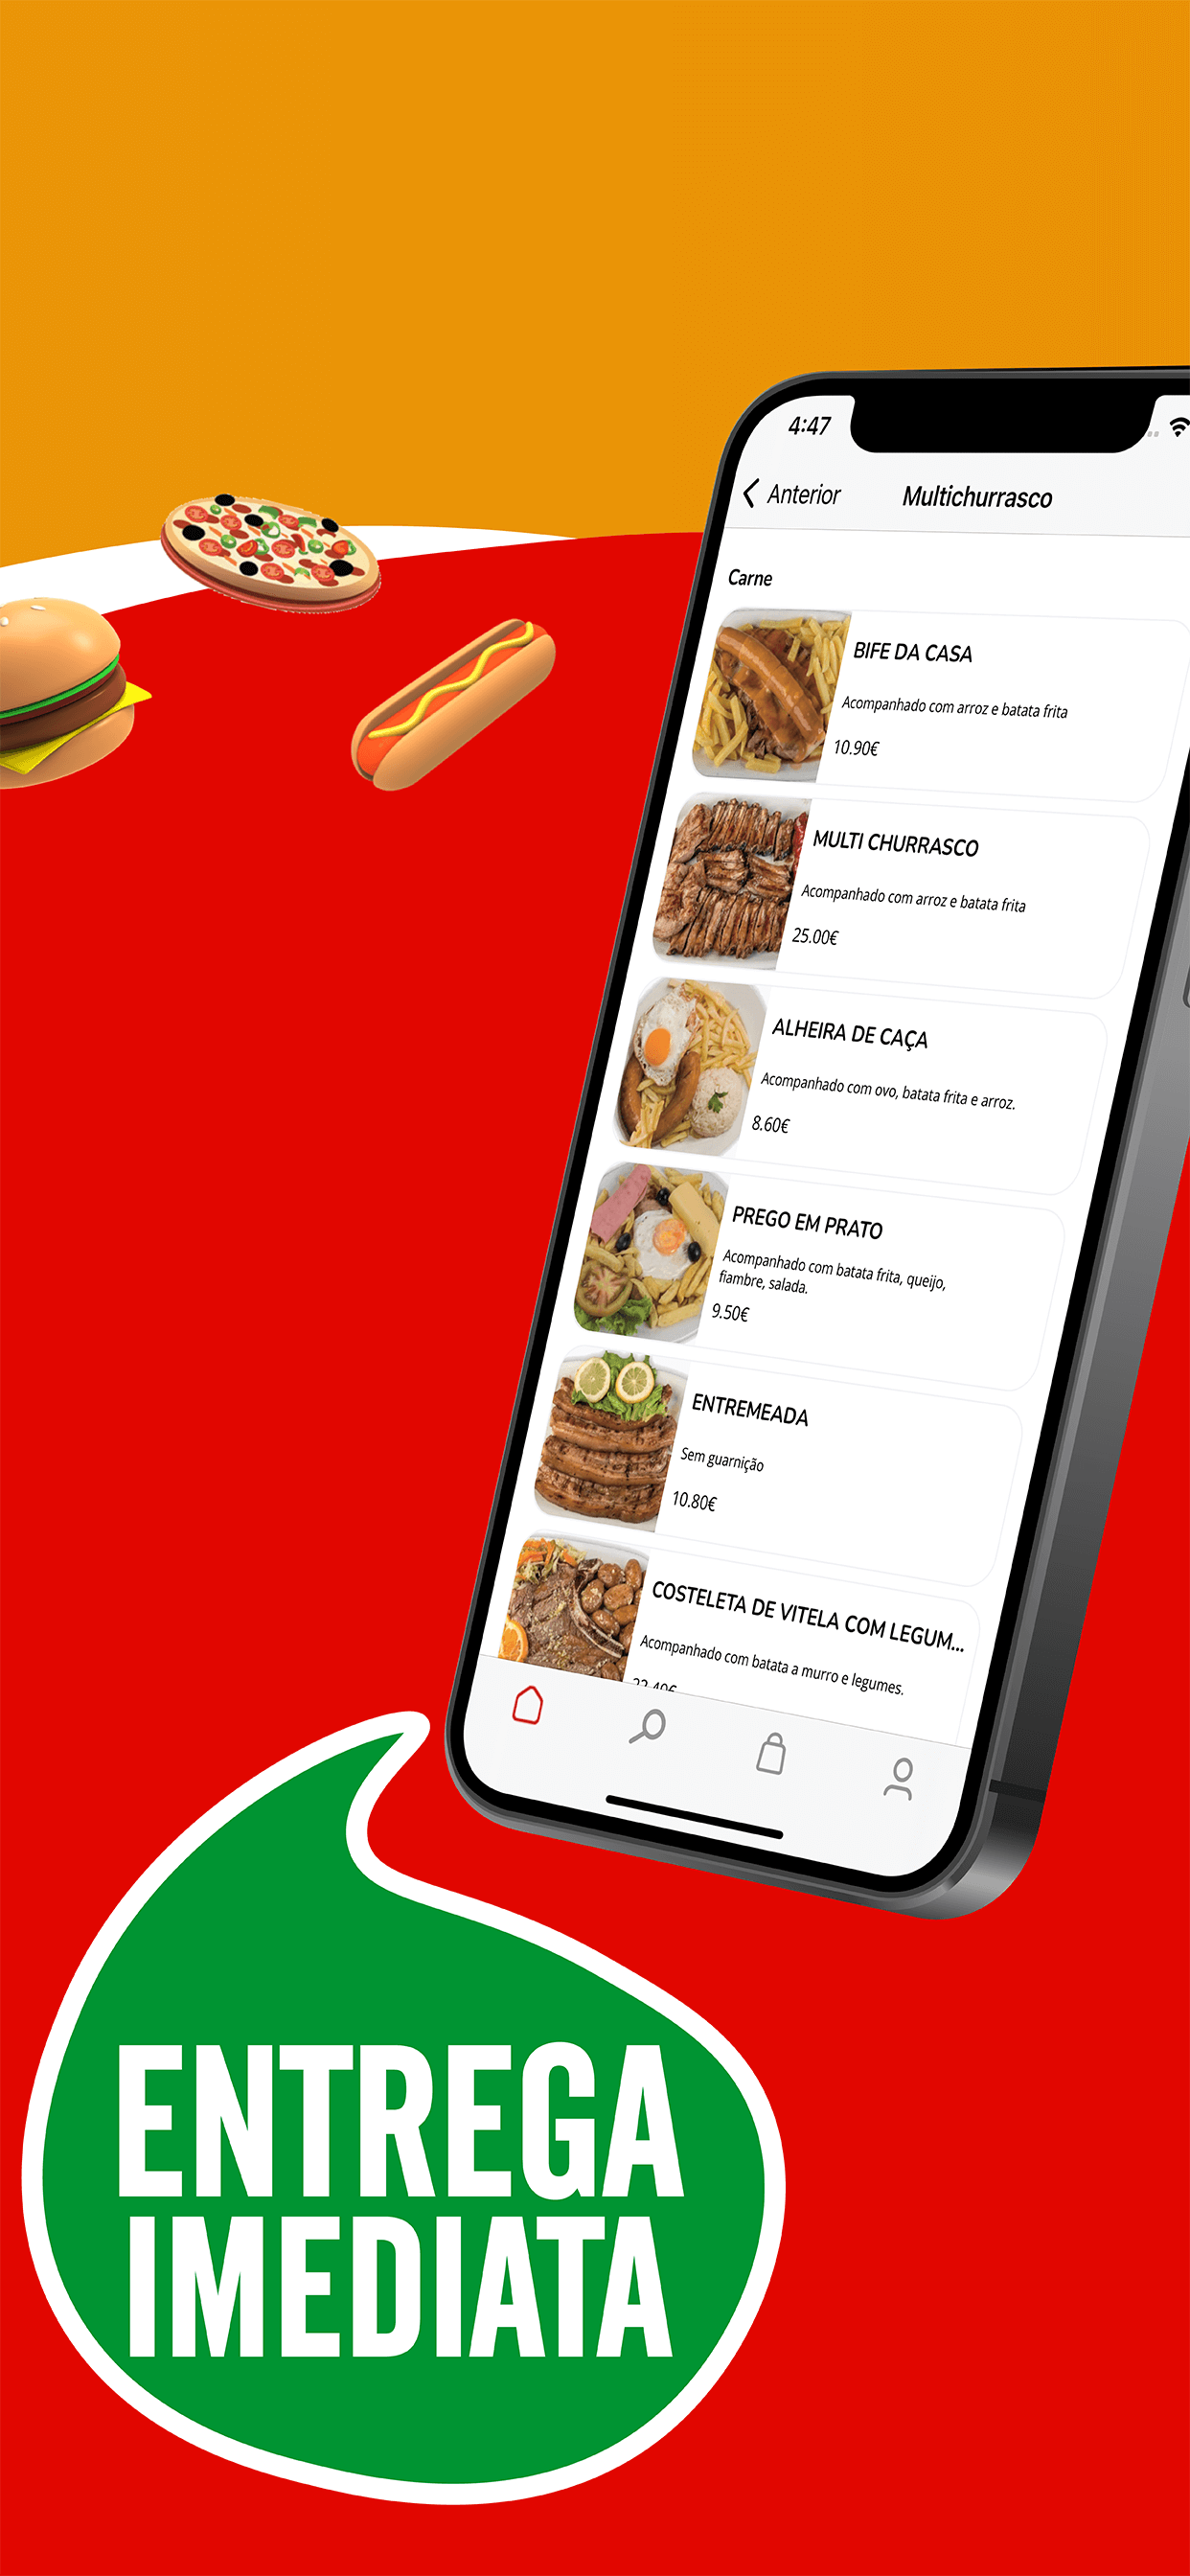 4:47
Anterior
Multichurrasco
Carne
BIFE DA CASA
Acompanhado com arroz e batata frita
10.90€
MULTI CHURRASCO
Acompanhado com arroz e batata frita
25.00€
ALHEIRA DE CAÇA
Acompanhado com ovo, batata frita e arroz.
8.60€
PREGO EM PRATO
Acompanhado com batata frita, queijo,
fiambre, salada.
9.50€
ENTREMEADA
Sem guarnição
10.80€
COSTELETA DE VITELA COM LEGUM...
Acompanhado com batata a murro e legumes.
ENTREGA
IMEDIATA